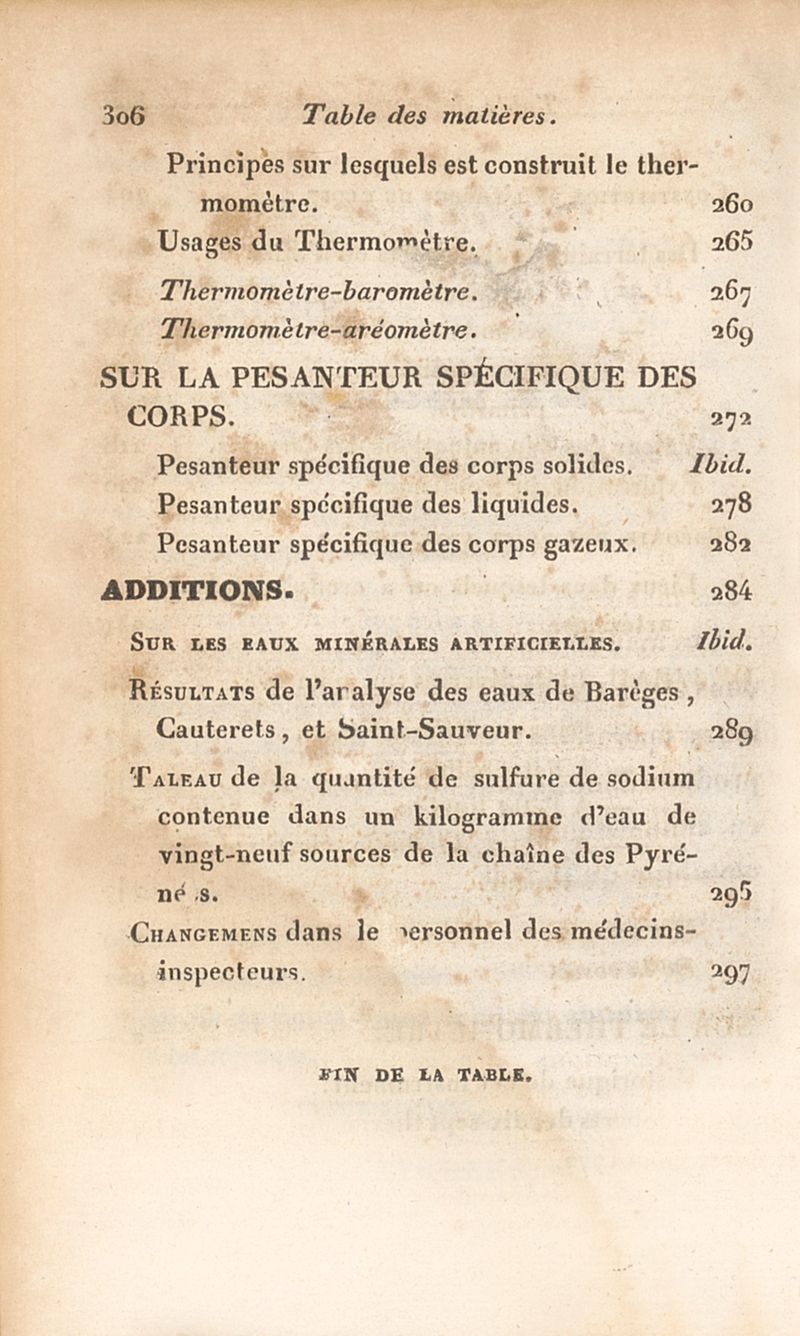 306 Table des matières.
Principes sur lesquels est construit le ther-
momètre. 260
Usages du Thermomètre. 265
Thermomètre-baromètre. 267
Thermomètre-aréomètre. 269
SUR LA PESANTEUR SPÉCIFIQUE DES
CORPS. 272
Pesanteur spécifique des corps solides. Ibid.
Pesanteur spécifique des liquides. 278
Pesanteur spécifique des corps gazeux. 282
ADDITIONS. 284
SUR LES EAUX MINÉRALES ARTIFICIELLES. Ibid.
RÉSULTATS de l'analyse des eaux de Barèges,
Cauterets, et Saint-Sauveur. 289
TALEAU de la quantité de sulfure de sodium
contenue dans un kilogramme d'eau de
vingt-neuf sources de la chaîne des Pyré-
né s. 295
CHANGEMENS dans le personnel des médecins-
inspecteurs. 297
FIN DE LA TABLE.